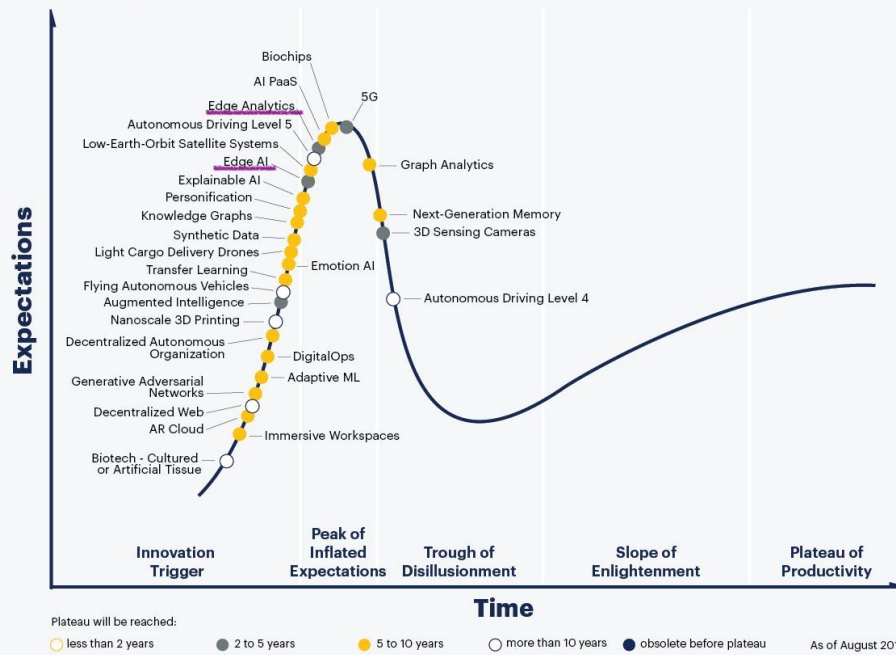 Biochips
AI PaaS
5G
Edge Analytics
Autonomous Driving Level 5
Low-Earth-Orbit Satellite Systems
Edge AI
Graph Analytics
Explainable AI
Personification
Knowledge Graphs
Next-Generation Memory
Synthetic Data
3D Sensing Cameras
Light Cargo Delivery Drones
Emotion AI
Transfer Learning
Flying Autonomous Vehicles
Augmented Intelligence
Autonomous Driving Level 4
Nanoscale 3D Printing
Decentralized Autonomous
Organization
DigitalOps
Adaptive ML
Generative Adversarial
Networks
Decentralized Web
AR Cloud
Immersive Workspaces
Biotech - Cultured
or Artificial Tissue
Expectations
Innovation
Trigger
Peak of
Inflated
Expectations
Trough of
Disillusionment
Slope of
Enlightenment
Plateau of
Productivity
Time
Plateau will be reached:
less than 2 years
2 to 5 years
5 to 10 years
more than 10 years
obsolete before plateau
As of August